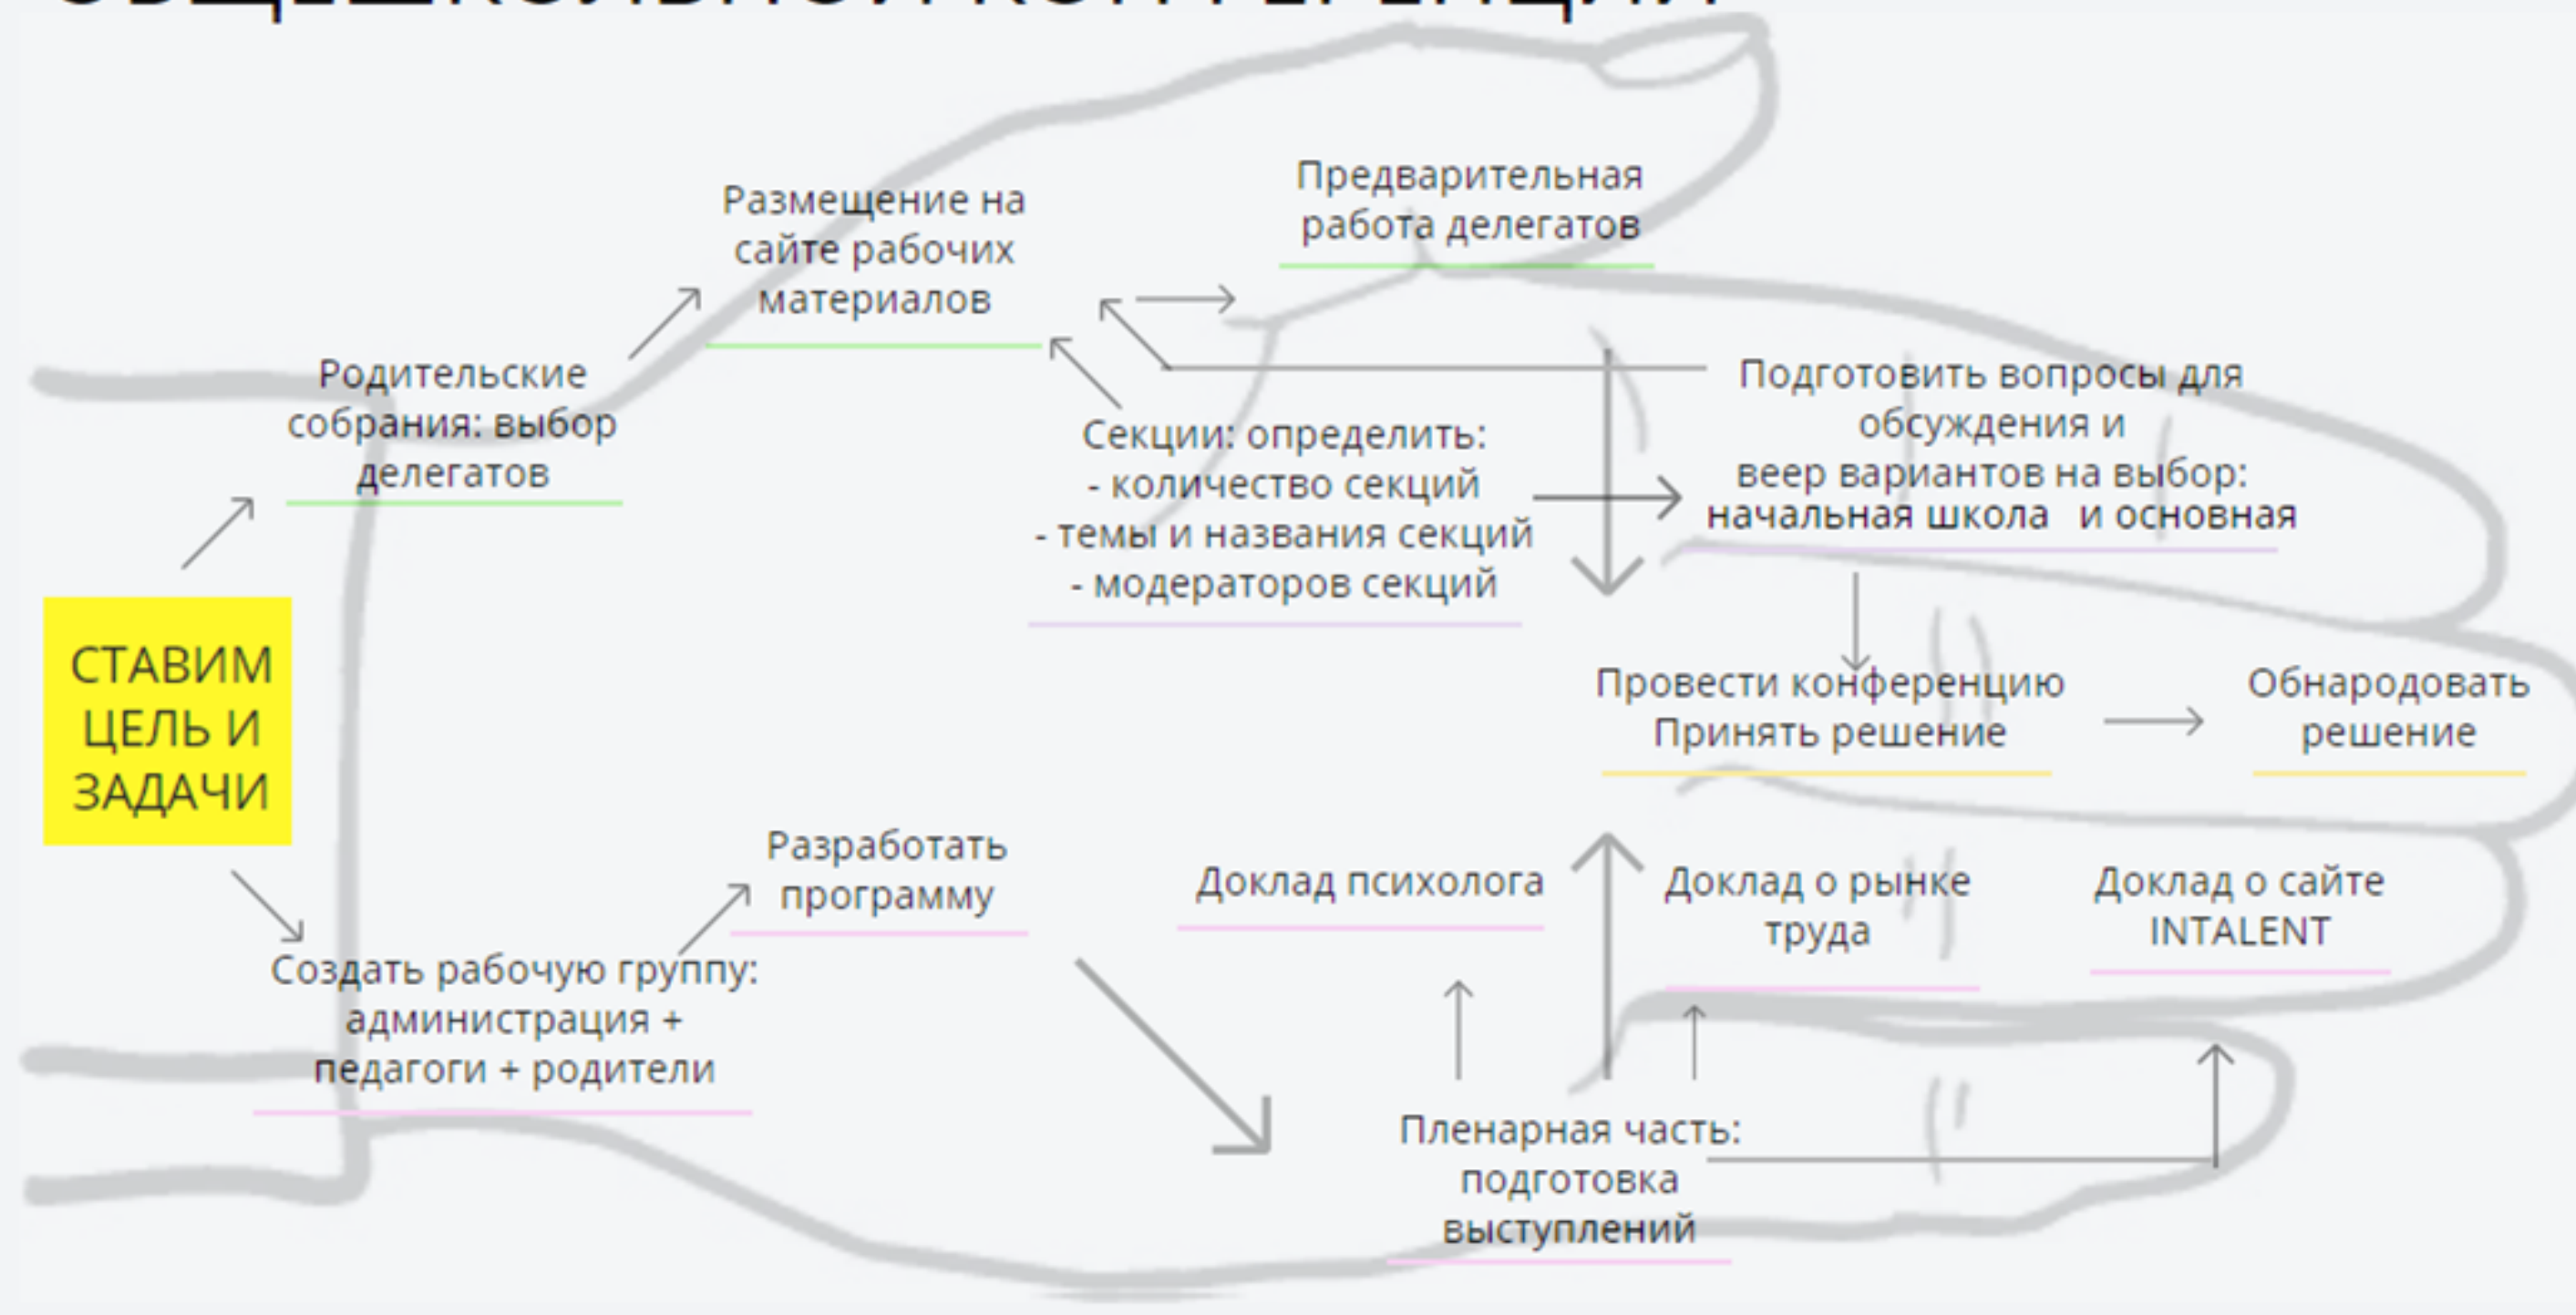 ОБЩЕШКОЛЬНОЙ КОНФЕРЕНЦИИ
Размещение на
сайте рабочих
материалов
Предварительная
работа делегатов
Родительские
собрания: выбор
делегатов
Секции: определить:
- количество секций
- темы и названия секций
- модераторов секций
Подготовить вопросы для
обсуждения и
веер вариантов на выбор:
начальная школа и основная
СТАВИМ
ЦЕЛЬ И
ЗАДАЧИ
Провести конференцию
Принять решение
Обнародовать
решение
Разработать
программу
Доклад психолога
Доклад о рынке
труда
Доклад о сайте
INTALENT
Создать рабочую группу:
администрация +
педагоги + родители
Пленарная часть:
подготовка
выступлений